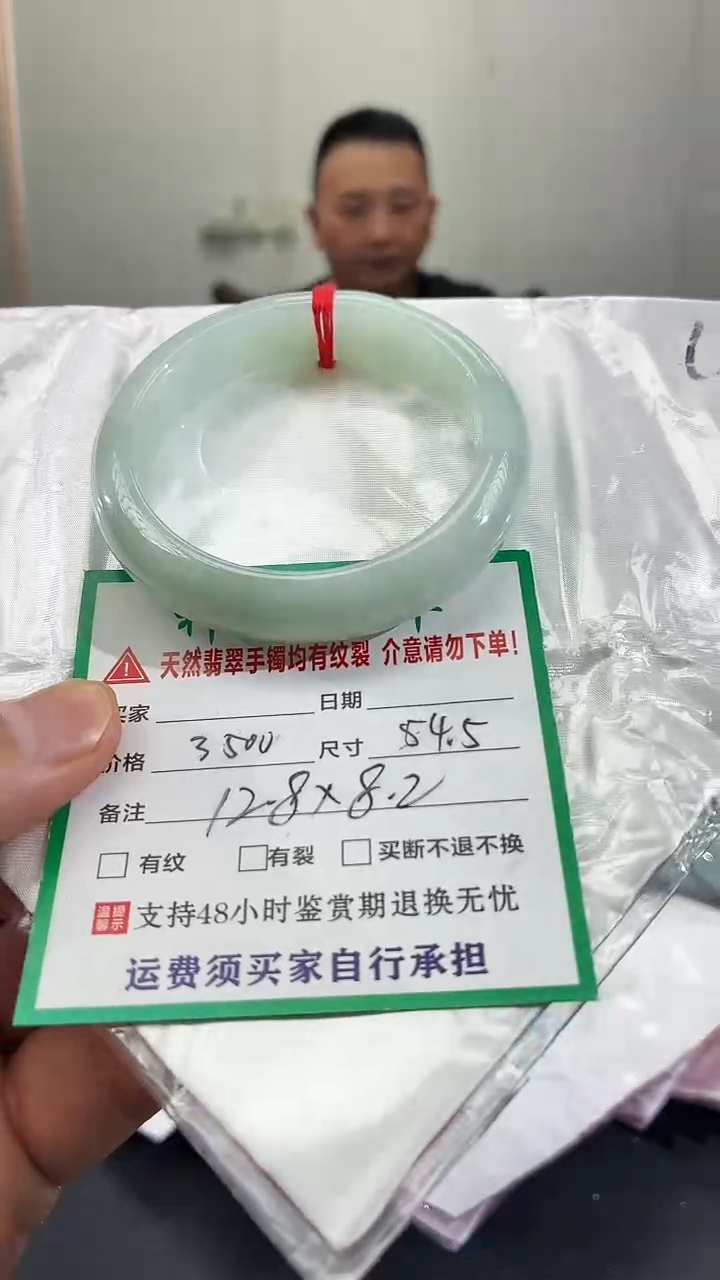 天然翡翠手镯均有纹裂 介意请勿下单!
买家 日期
价格 3500 尺寸 54.5
备注 12.8×8.2
有纹 有裂 买断不退不换
温馨提示 支持48小时鉴赏期退换无忧
运费须买家自行承担